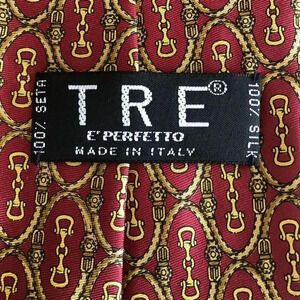 100% SETA
TRE®
E' PERFETTO
MADE IN ITALY
100% SILK